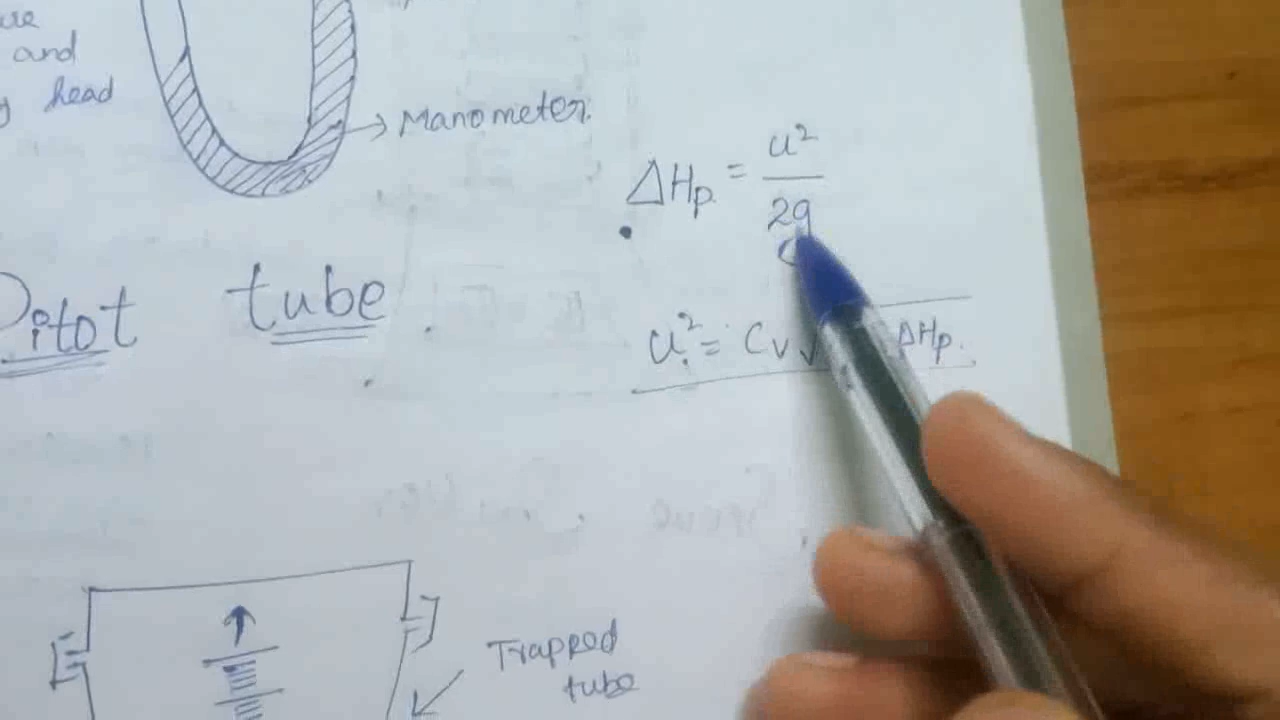 and
head
Manometer.
ΔHp = u²/2g
Pitot tube
u² = Cv√ ΔHp.
Trapped
tube